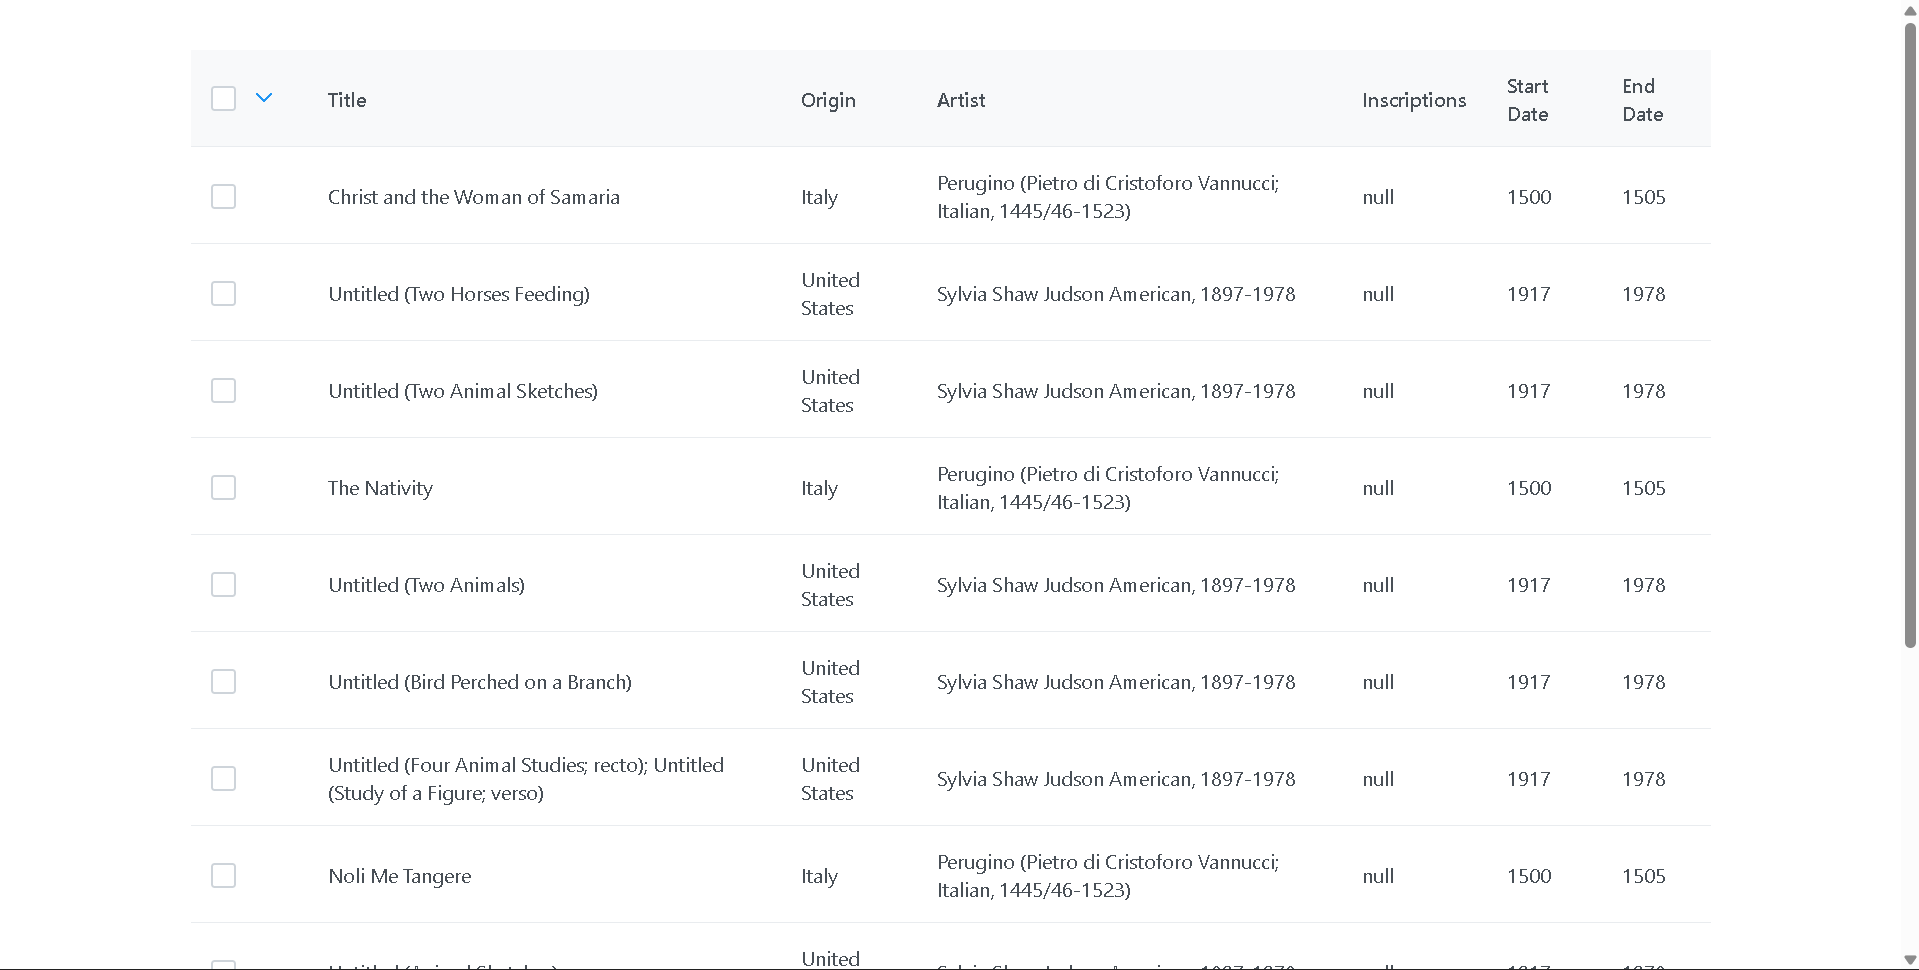 Title Origin Artist Inscriptions Start Date End Date
Christ and the Woman of Samaria Italy Perugino (Pietro di Cristoforo Vannucci; Italian, 1445/46-1523) null 1500 1505
Untitled (Two Horses Feeding) United States Sylvia Shaw Judson American, 1897-1978 null 1917 1978
Untitled (Two Animal Sketches) United States Sylvia Shaw Judson American, 1897-1978 null 1917 1978
The Nativity Italy Perugino (Pietro di Cristoforo Vannucci; Italian, 1445/46-1523) null 1500 1505
Untitled (Two Animals) United States Sylvia Shaw Judson American, 1897-1978 null 1917 1978
Untitled (Bird Perched on a Branch) United States Sylvia Shaw Judson American, 1897-1978 null 1917 1978
Untitled (Four Animal Studies; recto); Untitled (Study of a Figure; verso) United States Sylvia Shaw Judson American, 1897-1978 null 1917 1978
Noli Me Tangere Italy Perugino (Pietro di Cristoforo Vannucci; Italian, 1445/46-1523) null 1500 1505
United